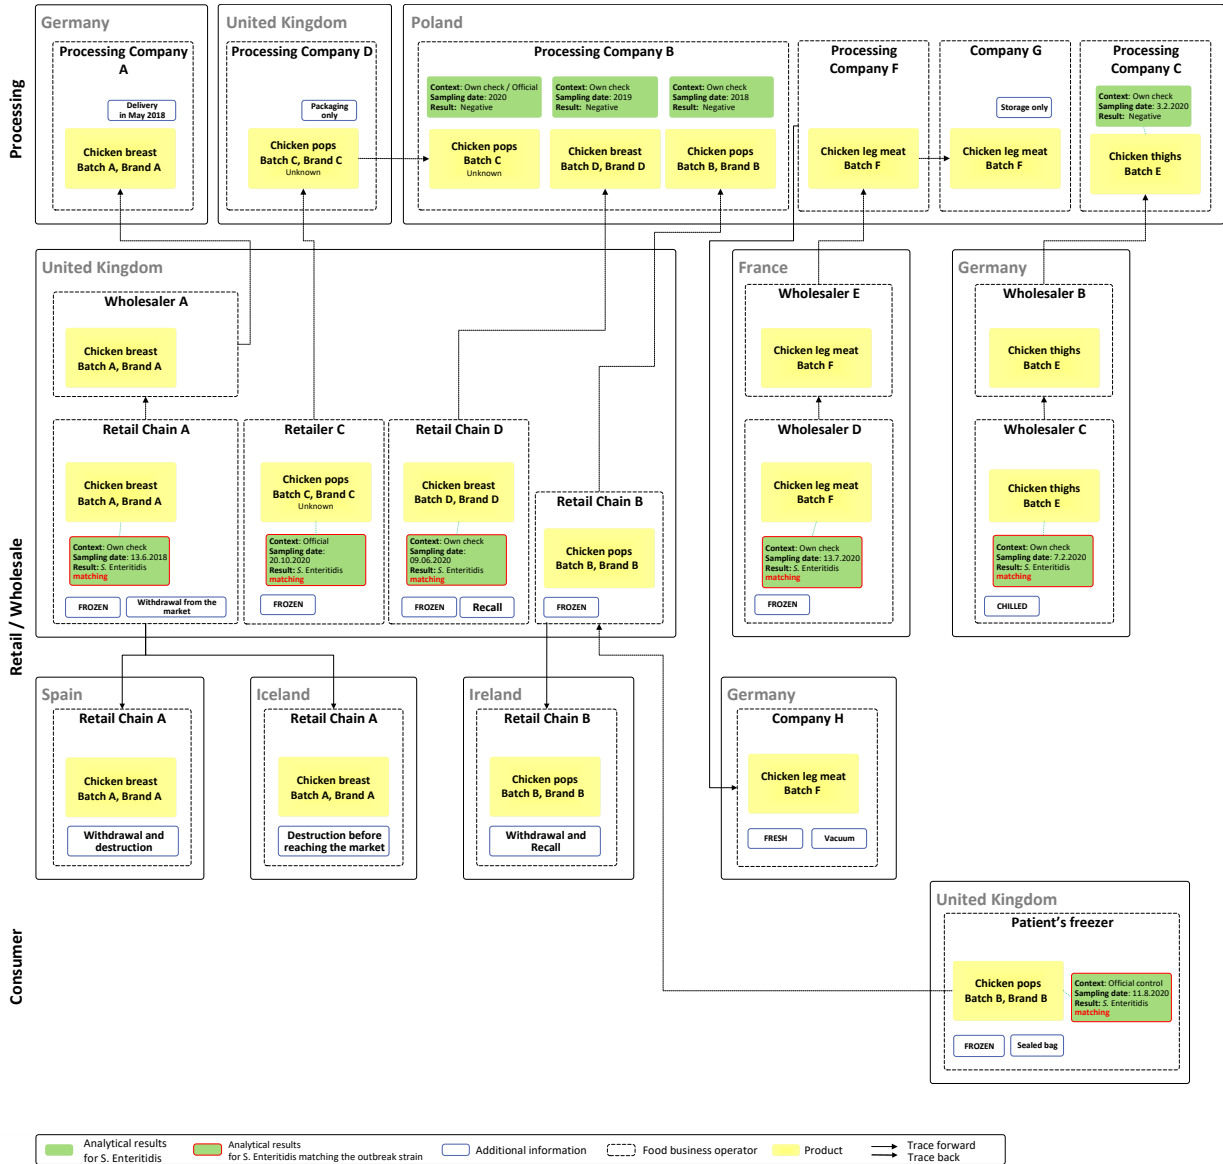 Processing
Germany
Processing Company
A
Delivery
in May 2018
Chicken breast
Batch A, Brand A
United Kingdom
Processing Company D
Packaging
only
Chicken pops
Batch C, Brand C
Unknown
Poland
Processing Company B
Context: Own check / Official
Sampling date: 2020
Result: Negative
Chicken pops
Batch C
Unknown
Context: Own check
Sampling date: 2019
Result: Negative
Chicken breast
Batch D, Brand D
Context: Own check
Sampling date: 2018
Result: Negative
Chicken pops
Batch B, Brand B
Processing
Company F
Chicken leg meat
Batch F
Company G
Storage only
Chicken leg meat
Batch F
Processing
Company C
Context: Own check
Sampling date: 3.2.2020
Result: Negative
Chicken thighs
Batch E
Retail / Wholesale
United Kingdom
Wholesaler A
Chicken breast
Batch A, Brand A
Retail Chain A
Chicken breast
Batch A, Brand A
Context: Own check
Sampling date: 13.6.2018
Result: S. Enteritidis
matching
FROZEN
Withdrawal from the
market
Retailer C
Chicken pops
Batch C, Brand C
Unknown
Context: Official
Sampling date:
20.10.2020
Result: S. Enteritidis
matching
FROZEN
Retail Chain D
Chicken breast
Batch D, Brand D
Context: Own check
Sampling date:
09.06.2020
Result: S. Enteritidis
matching
FROZEN
Recall
Retail Chain B
Chicken pops
Batch B, Brand B
FROZEN
France
Wholesaler E
Chicken leg meat
Batch F
Wholesaler D
Chicken leg meat
Batch F
Context: Own check
Sampling date: 13.7.2020
Result: S. Enteritidis
matching
FROZEN
Germany
Wholesaler B
Chicken thighs
Batch E
Wholesaler C
Chicken thighs
Batch E
Context: Own check
Sampling date: 7.2.2020
Result: S. Enteritidis
matching
CHILLED
Spain
Retail Chain A
Chicken breast
Batch A, Brand A
Withdrawal and
destruction
Iceland
Retail Chain A
Chicken breast
Batch A, Brand A
Destruction before
reaching the market
Ireland
Retail Chain B
Chicken pops
Batch B, Brand B
Withdrawal and
Recall
Germany
Company H
Chicken leg meat
Batch F
FRESH
Vacuum
Consumer
United Kingdom
Patient's freezer
Chicken pops
Batch B, Brand B
Context: Official control
Sampling date: 11.8.2020
Result: S. Enteritidis
matching
FROZEN
Sealed bag
Analytical results
for S. Enteritidis
Analytical results
for S. Enteritidis matching the outbreak strain
Additional information
Food business operator
Product
Trace forward
Trace back